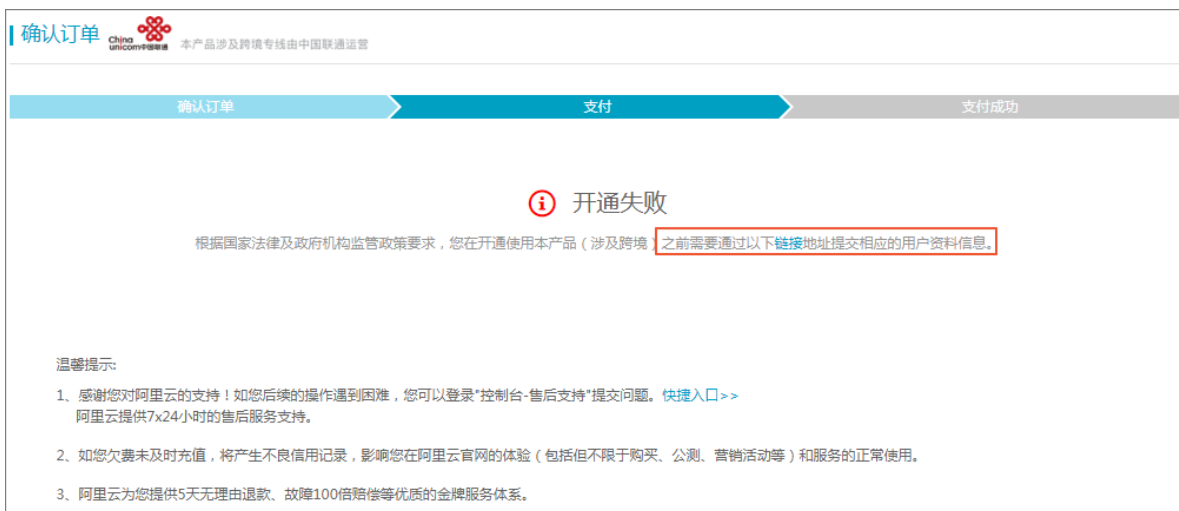 确认订单 China unicom中国联通 本产品涉及跨境专线由中国联通运营
确认订单 支付 支付成功
开通失败
根据国家法律及政府机构监管政策要求，您在开通使用本产品（涉及跨境）之前需要通过以下链接地址提交相应的用户资料信息。
温馨提示:
1、感谢您对阿里云的支持！如您后续的操作遇到困难，您可以登录"控制台-售后支持"提交问题。快捷入口>>
阿里云提供7x24小时的售后服务支持。
2、如您欠费未及时充值，将产生不良信用记录，影响您在阿里云官网的体验（包括但不限于购买、公测、营销活动等）和服务的正常使用。
3、阿里云为您提供5天无理由退款、故障100倍赔偿等优质的金牌服务体系。